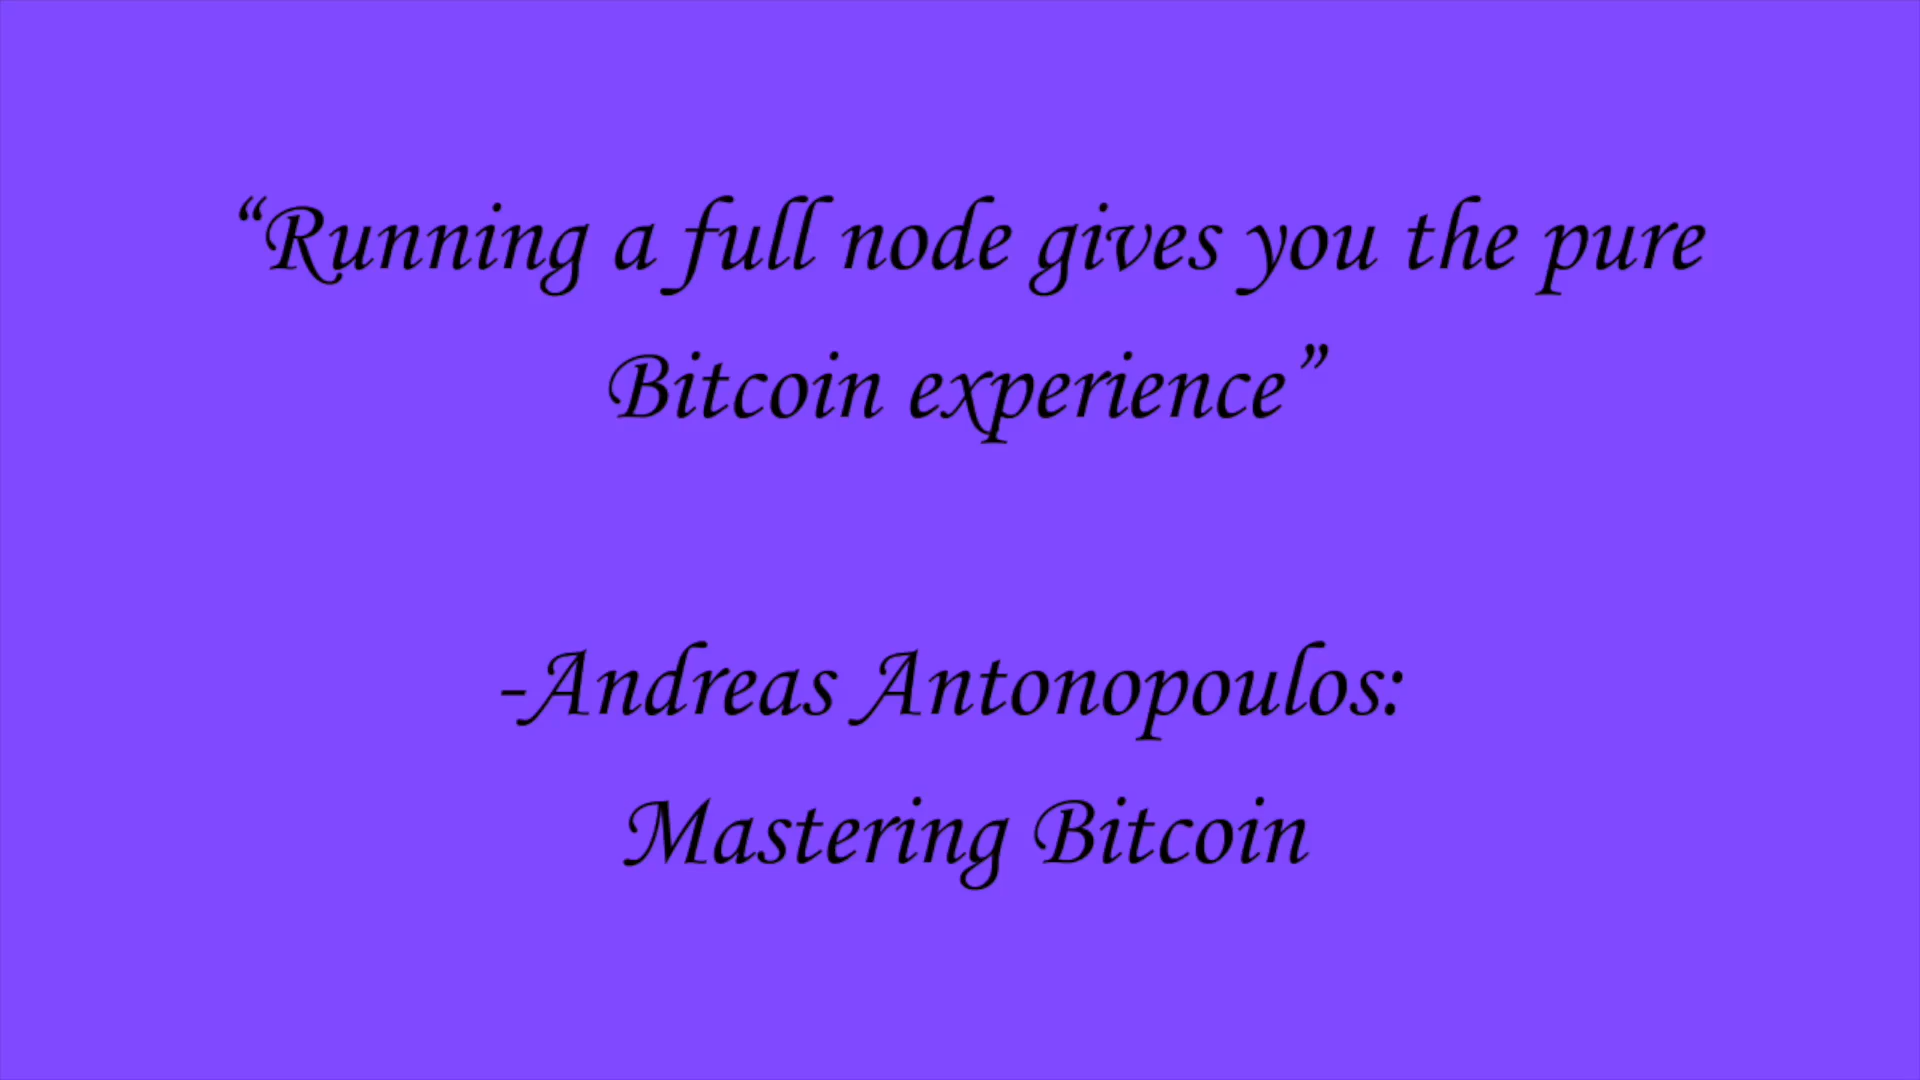 “Running a full node gives you the pure
Bitcoin experience”
-Andreas Antonopoulos:
Mastering Bitcoin